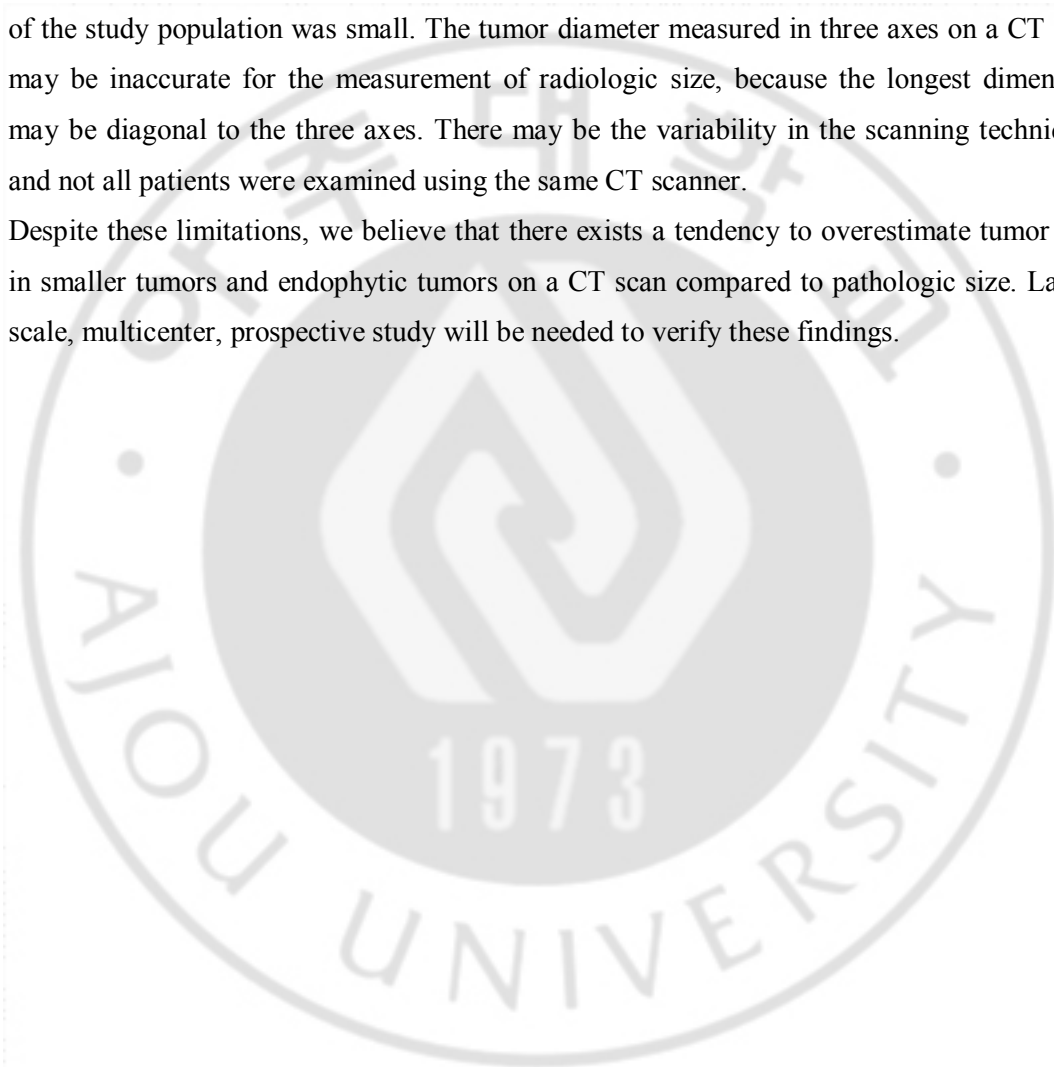 of the study population was small. The tumor diameter measured in three axes on a CT
may be inaccurate for the measurement of radiologic size, because the longest dimen
may be diagonal to the three axes. There may be the variability in the scanning techni
and not all patients were examined using the same CT scanner.
Despite these limitations, we believe that there exists a tendency to overestimate tumor
in smaller tumors and endophytic tumors on a CT scan compared to pathologic size. La
scale, multicenter, prospective study will be needed to verify these findings.
아주대학교
1973
AJOU UNIVERSITY